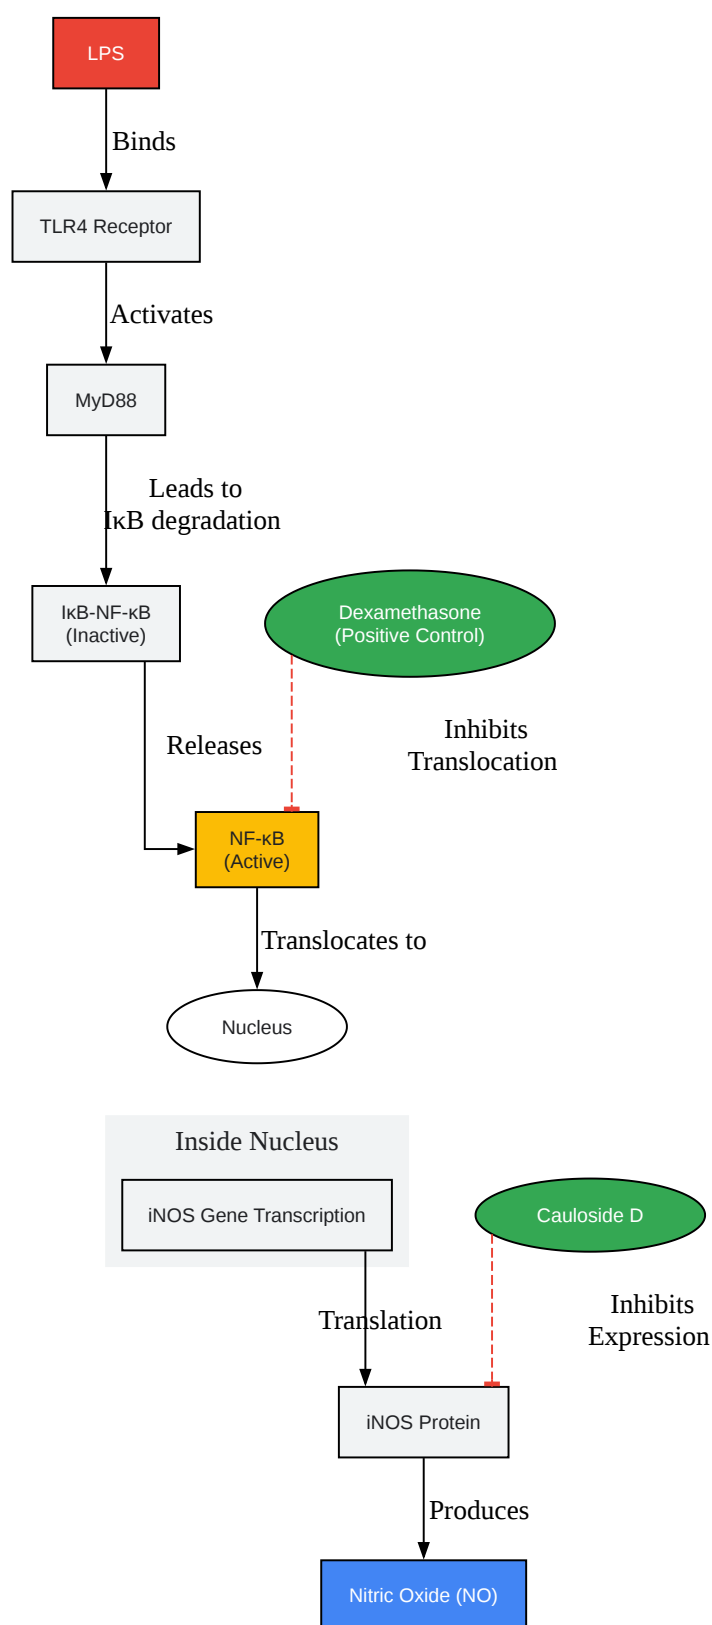 LPS
Binds
TLR4 Receptor
Activates
MyD88
Leads to
IκB degradation
IκB-NF-κB
(Inactive)
Dexamethasone
(Positive Control)
Releases
Inhibits
Translocation
NF-κB
(Active)
Translocates to
Nucleus
Inside Nucleus
iNOS Gene Transcription
Cauloside D
Translation
Inhibits
Expression
iNOS Protein
Produces
Nitric Oxide (NO)